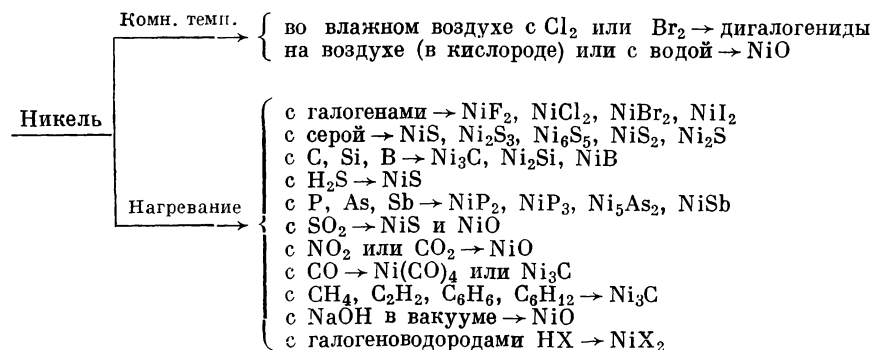 Комн. темп.
во влажном воздухе с Cl₂ или Br₂ → дигалогениды
на воздухе (в кислороде) или с водой → NiO
Никель
с галогенами → NiF₂, NiCl₂, NiBr₂, NiI₂
с серой → NiS, Ni₂S₃, Ni₆S₅, NiS₂, Ni₂S
с C, Si, B → Ni₃C, Ni₂Si, NiB
с H₂S → NiS
Нагревание
с P, As, Sb → NiP₂, NiP₃, Ni₅As₂, NiSb
с SO₂ → NiS и NiO
с NO₂ или CO₂ → NiO
с CO → Ni(CO)₄ или Ni₃C
с CH₄, C₂H₂, C₆H₆, C₆H₁₂ → Ni₃C
с NaOH в вакууме → NiO
с галогеноводородами HX → NiX₂